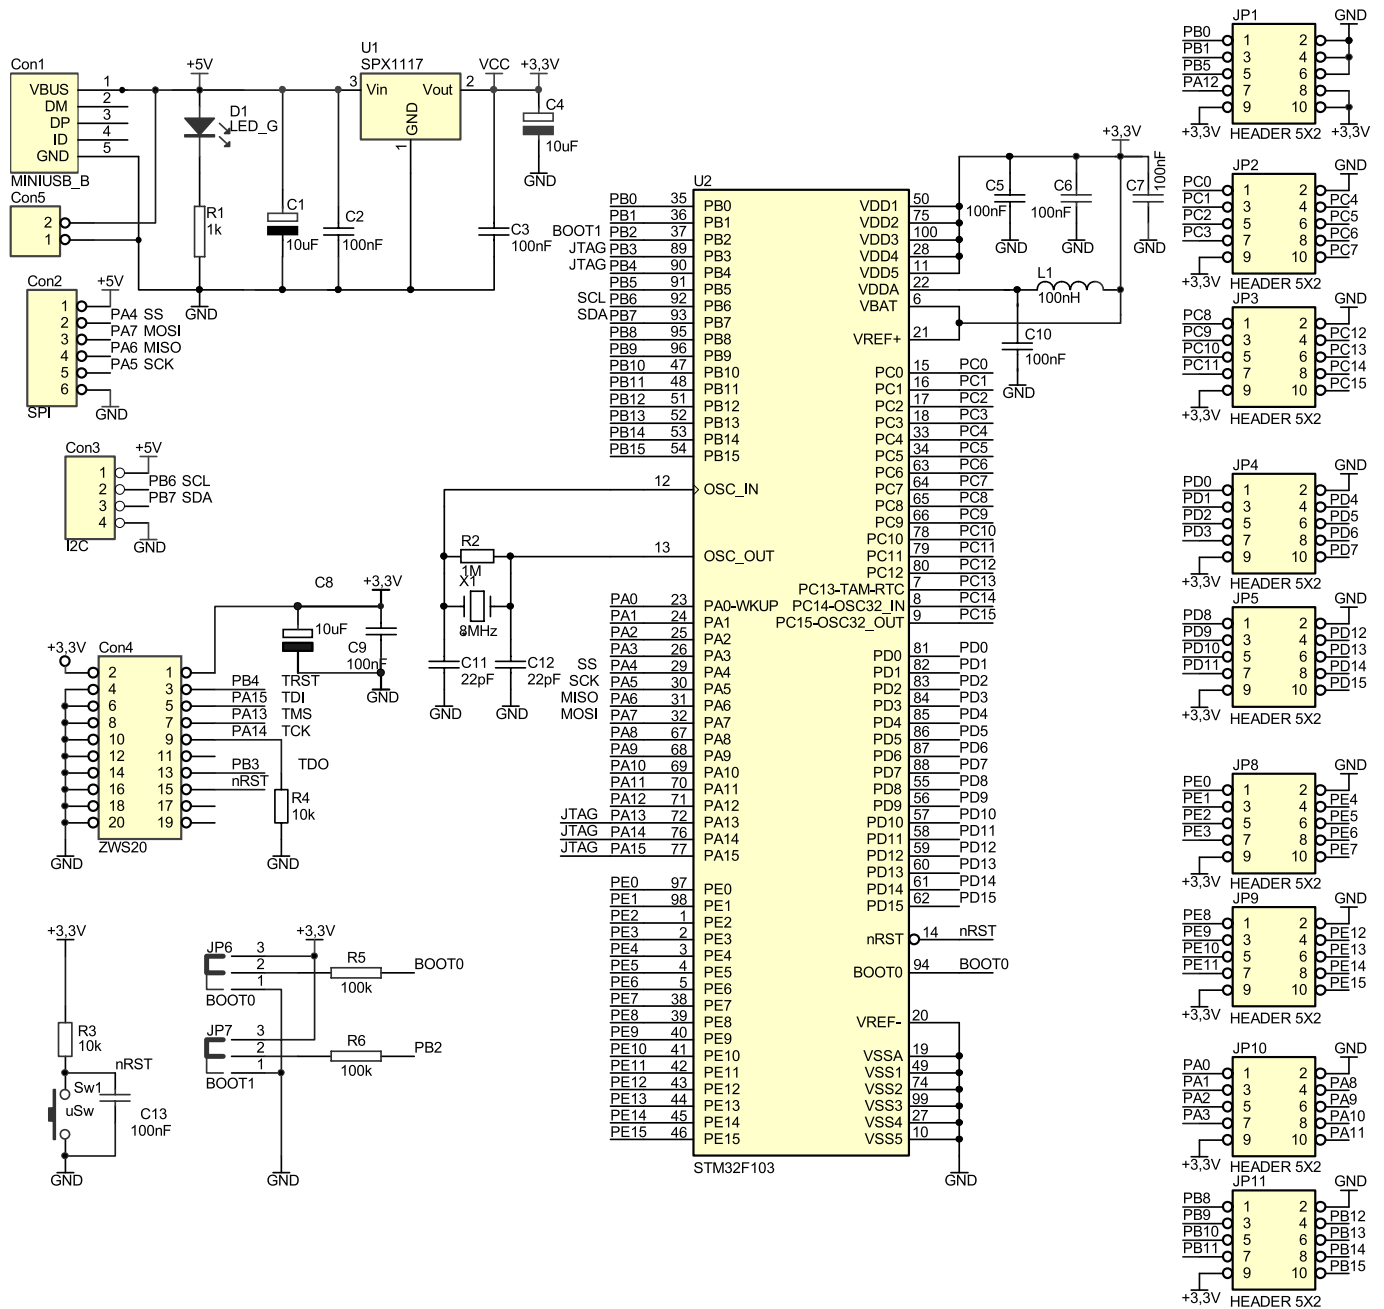 Con1
VBUS 1
DM 2
DP 3
ID 4
GND 5
MINIUSB_B
Con5
2
1
+5V
D1
LED_G
R1
1k
GND
C1
10uF
C2
100nF
U1
SPX1117
3 Vin Vout 2
GND
1
VCC
+3,3V
C4
10uF
GND
C3
100nF
Con2
+5V
1
2 PA4 SS
3 PA7 MOSI
4 PA6 MISO
5 PA5 SCK
6
SPI
GND
Con3
+5V
1
2 PB6 SCL
3 PB7 SDA
4
I2C
GND
C8
10uF
+3,3V
C9
100nF
GND
+3,3V
Con4
2 1
4 3 PB4 TRST
6 5 PA15 TDI
8 7 PA13 TMS
10 9 PA14 TCK
12 11
14 13 PB3 TDO
16 15 nRST
18 17
20 19
ZWS20
GND
R4
10k
GND
+3,3V
R3
10k
nRST
Sw1
uSw
C13
100nF
GND
+3,3V
JP6 3
2
1
BOOT0
R5
100k
BOOT0
JP7 3
2
1
BOOT1
R6
100k
PB2
GND
R2
1M
X1
8MHz
C11
22pF
C12
22pF
GND
GND
U2
PB0 35 PB0
PB1 36 PB1
BOOT1 PB2 37 PB2
JTAG PB3 89 PB3
JTAG PB4 90 PB4
PB5 91 PB5
SCL PB6 92 PB6
SDA PB7 93 PB7
PB8 95 PB8
PB9 96 PB9
PB10 47 PB10
PB11 48 PB11
PB12 51 PB12
PB13 52 PB13
PB14 53 PB14
PB15 54 PB15
12 OSC_IN
13 OSC_OUT
PA0 23 PA0-WKUP
PA1 24 PA1
PA2 25 PA2
PA3 26 PA3
SS PA4 29 PA4
SCK PA5 30 PA5
MISO PA6 31 PA6
MOSI PA7 32 PA7
PA8 67 PA8
PA9 68 PA9
PA10 69 PA10
PA11 70 PA11
PA12 71 PA12
JTAG PA13 72 PA13
JTAG PA14 76 PA14
JTAG PA15 77 PA15
PE0 97 PE0
PE1 98 PE1
PE2 1 PE2
PE3 2 PE3
PE4 3 PE4
PE5 4 PE5
PE6 5 PE6
PE7 38 PE7
PE8 39 PE8
PE9 40 PE9
PE10 41 PE10
PE11 42 PE11
PE12 43 PE12
PE13 44 PE13
PE14 45 PE14
PE15 46 PE15
STM32F103
VDD1 50
VDD2 75
VDD3 100
VDD4 28
VDD5 11
VDDA 22
VBAT 6
VREF+ 21
PC0 15 PC0
PC1 16 PC1
PC2 17 PC2
PC3 18 PC3
PC4 33 PC4
PC5 34 PC5
PC6 63 PC6
PC7 64 PC7
PC8 65 PC8
PC9 66 PC9
PC10 78 PC10
PC11 79 PC11
PC12 80 PC12
PC13-TAM-RTC 7 PC13
PC14-OSC32_IN 8 PC14
PC15-OSC32_OUT 9 PC15
PD0 81 PD0
PD1 82 PD1
PD2 83 PD2
PD3 84 PD3
PD4 85 PD4
PD5 86 PD5
PD6 87 PD6
PD7 88 PD7
PD8 55 PD8
PD9 56 PD9
PD10 57 PD10
PD11 58 PD11
PD12 59 PD12
PD13 60 PD13
PD14 61 PD14
PD15 62 PD15
nRST 14 nRST
BOOT0 94 BOOT0
VREF- 20
VSSA 19
VSS1 49
VSS2 74
VSS3 99
VSS4 27
VSS5 10
GND
+3,3V
C5
100nF
GND
C6
100nF
GND
C7
100nF
GND
L1
100nH
C10
100nF
GND
JP1 GND
PB0 1 2
PB1 3 4
PB5 5 6
PA12 7 8
9 10
+3,3V HEADER 5X2 +3,3V
JP2 GND
PC0 1 2
PC1 3 4 PC4
PC2 5 6 PC5
PC3 7 8 PC6
9 10 PC7
+3,3V HEADER 5X2
JP3 GND
PC8 1 2
PC9 3 4 PC12
PC10 5 6 PC13
PC11 7 8 PC14
9 10 PC15
+3,3V HEADER 5X2
JP4 GND
PD0 1 2
PD1 3 4 PD4
PD2 5 6 PD5
PD3 7 8 PD6
9 10 PD7
+3,3V HEADER 5X2
JP5 GND
PD8 1 2
PD9 3 4 PD12
PD10 5 6 PD13
PD11 7 8 PD14
9 10 PD15
+3,3V HEADER 5X2
JP8 GND
PE0 1 2
PE1 3 4 PE4
PE2 5 6 PE5
PE3 7 8 PE6
9 10 PE7
+3,3V HEADER 5X2
JP9 GND
PE8 1 2
PE9 3 4 PE12
PE10 5 6 PE13
PE11 7 8 PE14
9 10 PE15
+3,3V HEADER 5X2
JP10 GND
PA0 1 2
PA1 3 4 PA8
PA2 5 6 PA9
PA3 7 8 PA10
9 10 PA11
+3,3V HEADER 5X2
JP11 GND
PB8 1 2
PB9 3 4 PB12
PB10 5 6 PB13
PB11 7 8 PB14
9 10 PB15
+3,3V HEADER 5X2